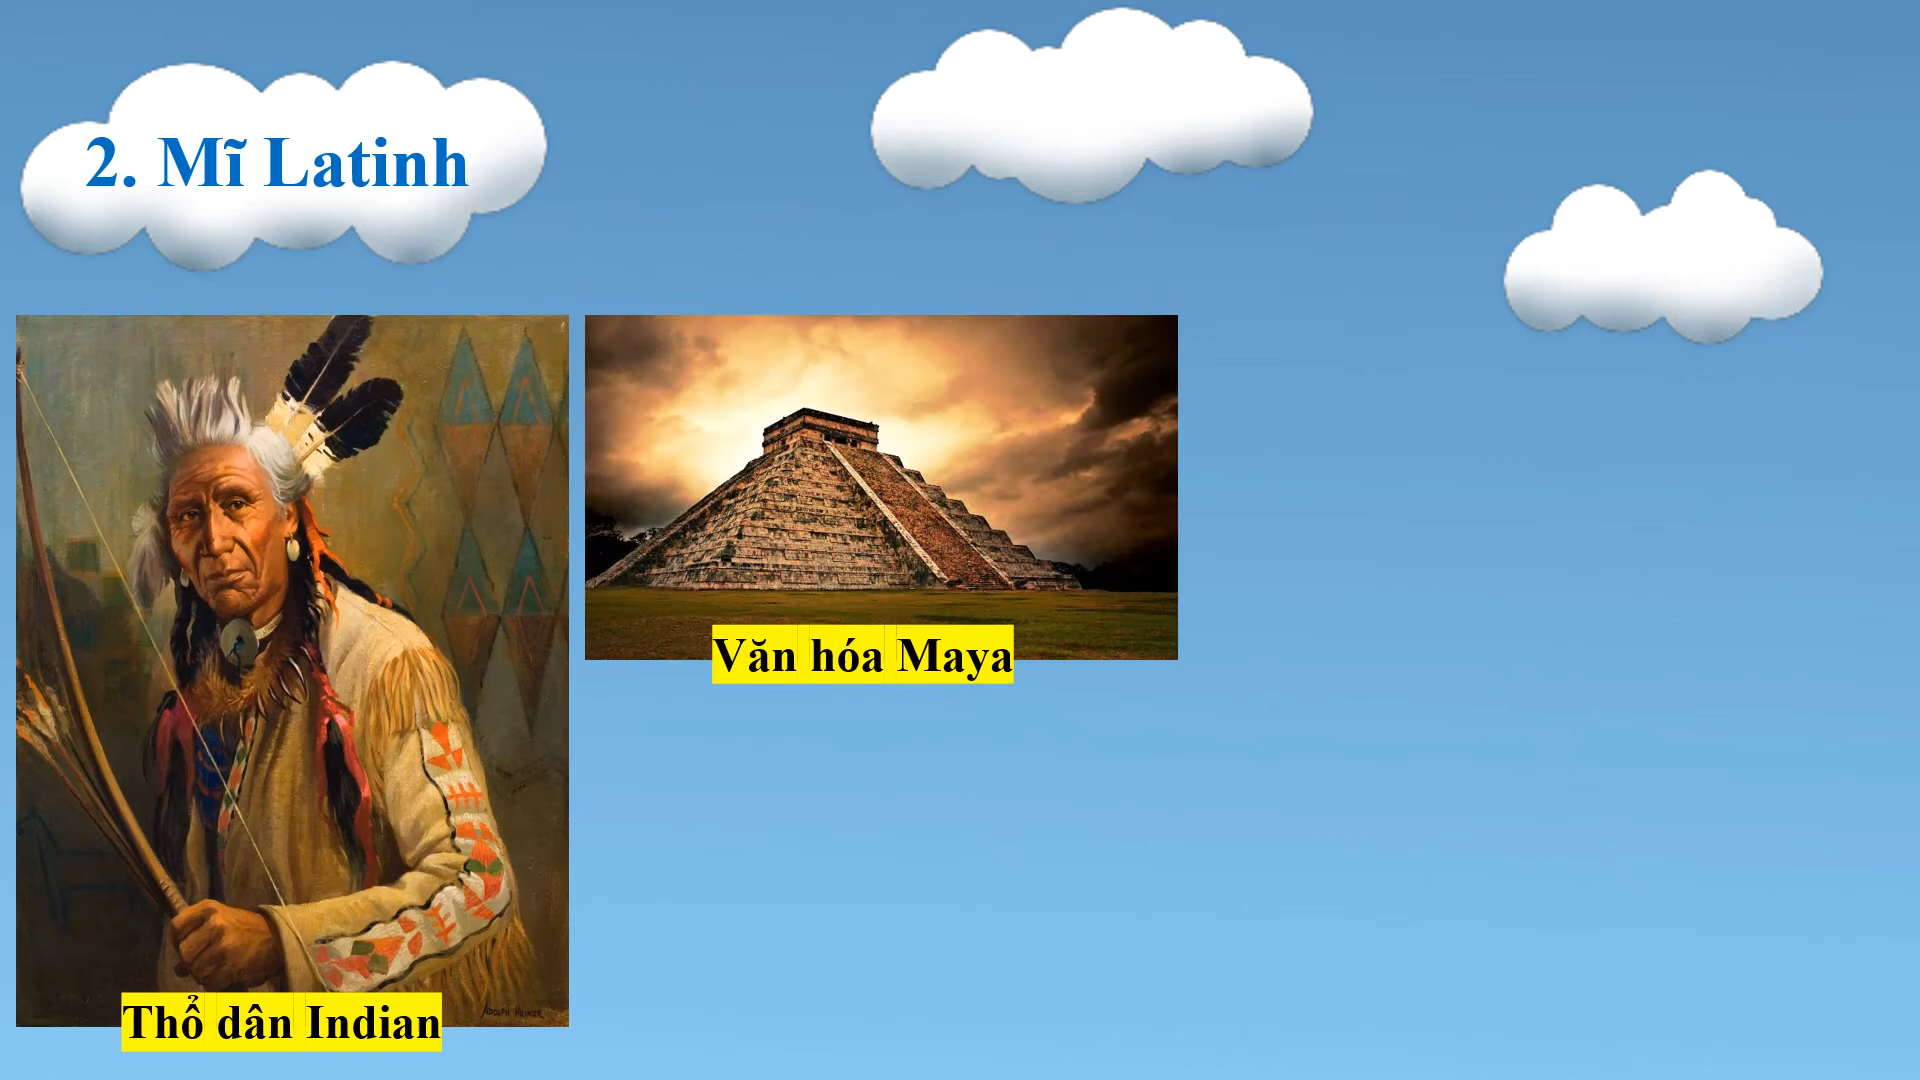 2. Mĩ Latinh
Văn hóa Maya
Thổ dân Indian